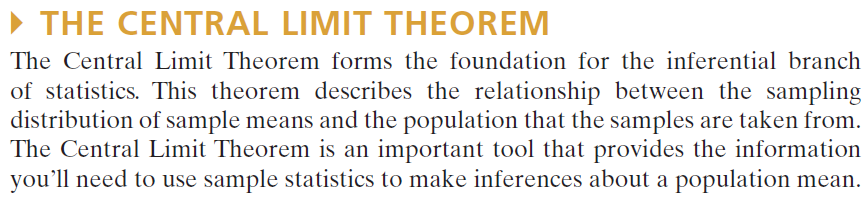 THE CENTRAL LIMIT THEOREM
The Central Limit Theorem forms the foundation for the inferential branch
of statistics. This theorem describes the relationship between the sampling
distribution of sample means and the population that the samples are taken from.
The Central Limit Theorem is an important tool that provides the information
you’ll need to use sample statistics to make inferences about a population mean.